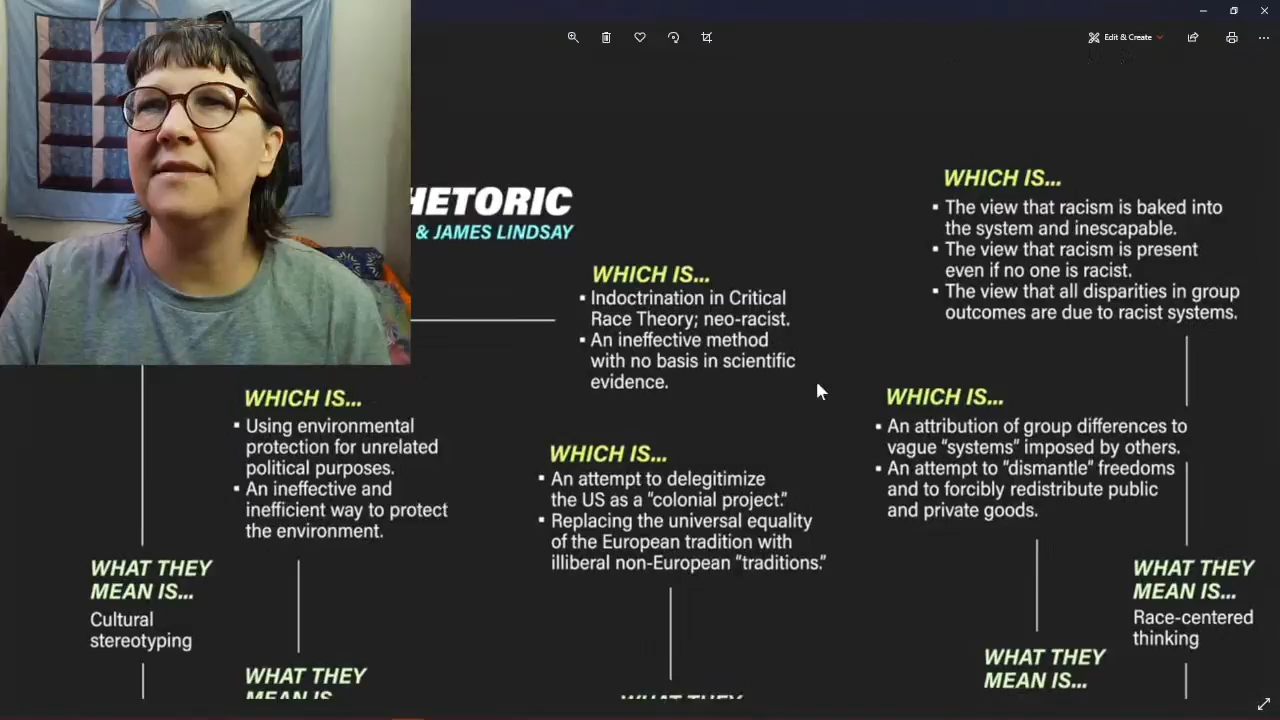 Edit & Create
HETORIC
& JAMES LINDSAY
WHICH IS...
▪ The view that racism is baked into
the system and inescapable.
▪ The view that racism is present
even if no one is racist.
▪ The view that all disparities in group
outcomes are due to racist systems.
WHICH IS...
▪ Indoctrination in Critical
Race Theory; neo-racist.
▪ An ineffective method
with no basis in scientific
evidence.
WHICH IS...
▪ Using environmental
protection for unrelated
political purposes.
▪ An ineffective and
inefficient way to protect
the environment.
WHICH IS...
▪ An attempt to delegitimize
the US as a “colonial project.”
▪ Replacing the universal equality
of the European tradition with
illiberal non-European “traditions.”
WHICH IS...
▪ An attribution of group differences to
vague “systems” imposed by others.
▪ An attempt to “dismantle” freedoms
and to forcibly redistribute public
and private goods.
WHAT THEY
MEAN IS...
Cultural
stereotyping
WHAT THEY
MEAN IS
WHAT THEY
WHAT THEY
MEAN IS...
WHAT THEY
MEAN IS...
Race-centered
thinking